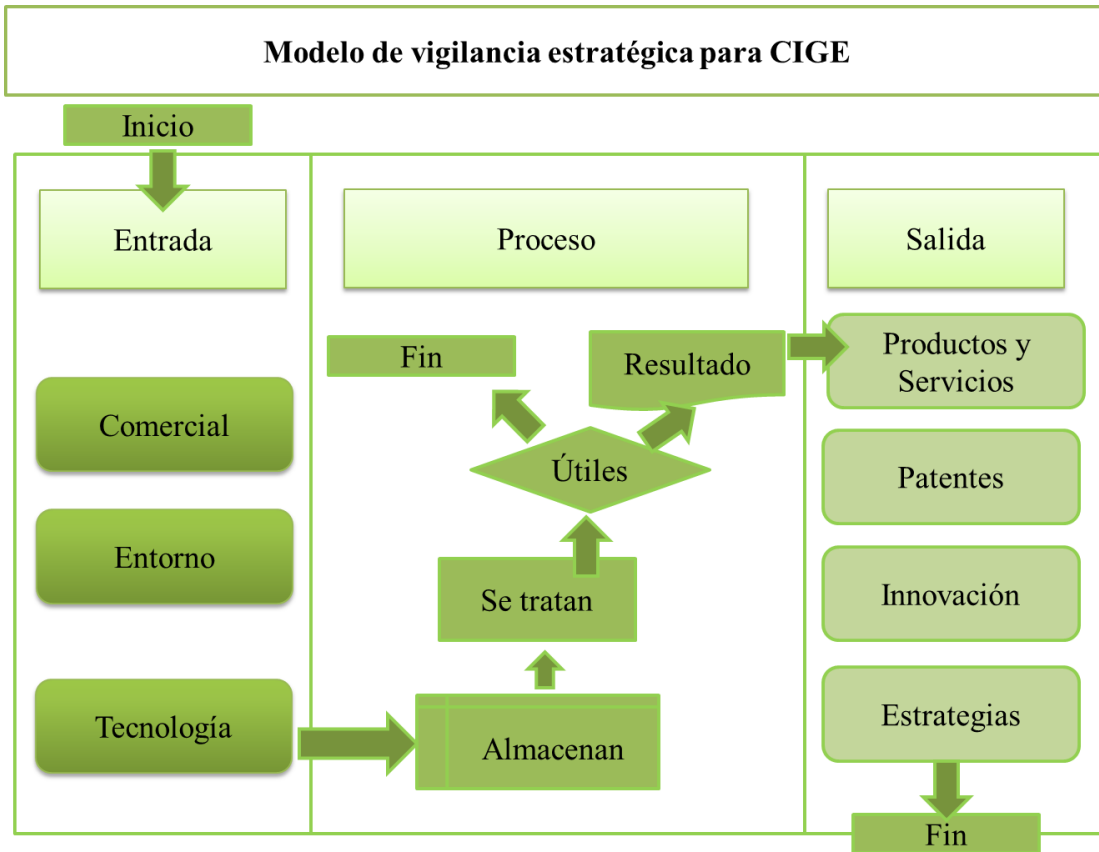 Modelo de vigilancia estratégica para CIGE
Inicio
Entrada
Proceso
Salida
Comercial
Entorno
Tecnología
Fin
Resultado
Útiles
Se tratan
Almacenan
Productos y
Servicios
Patentes
Innovación
Estrategias
Fin